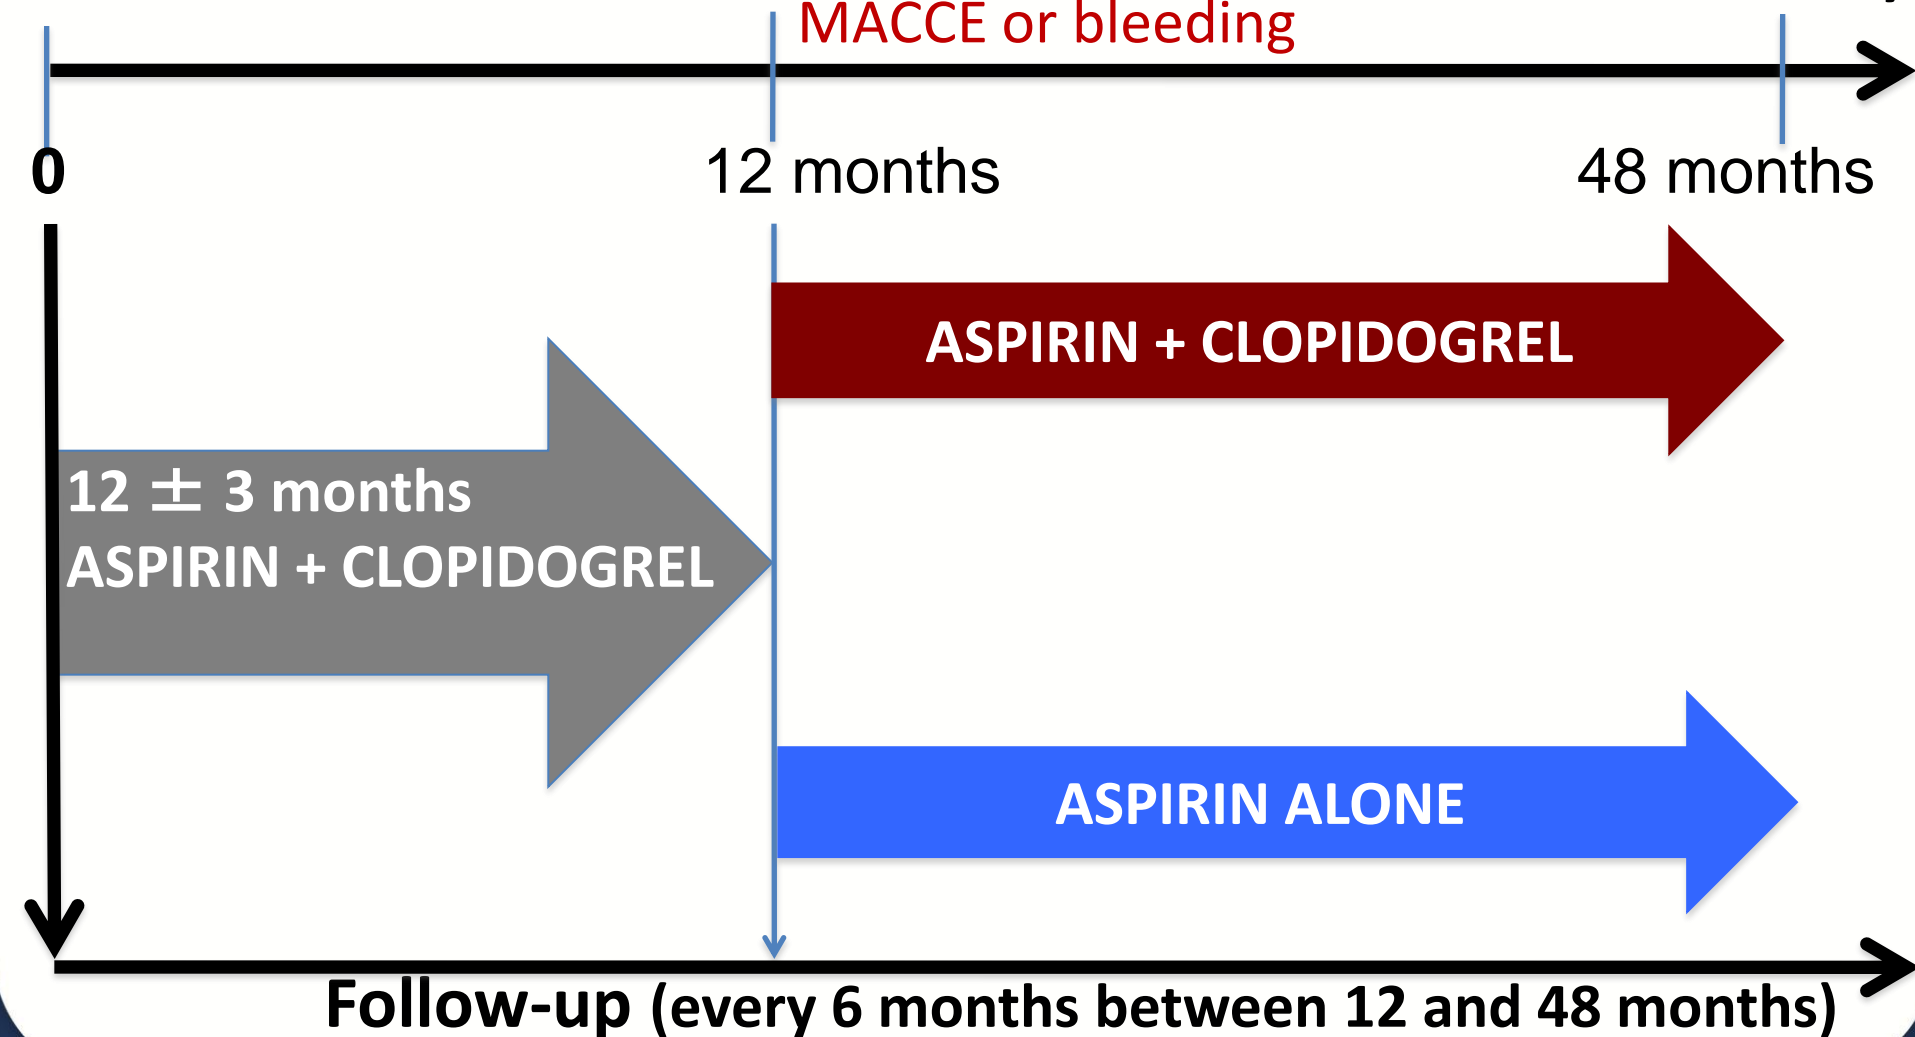 MACCE or bleeding
0
12 months
48 months
ASPIRIN + CLOPIDOGREL
12 ± 3 months
ASPIRIN + CLOPIDOGREL
ASPIRIN ALONE
Follow-up (every 6 months between 12 and 48 months)